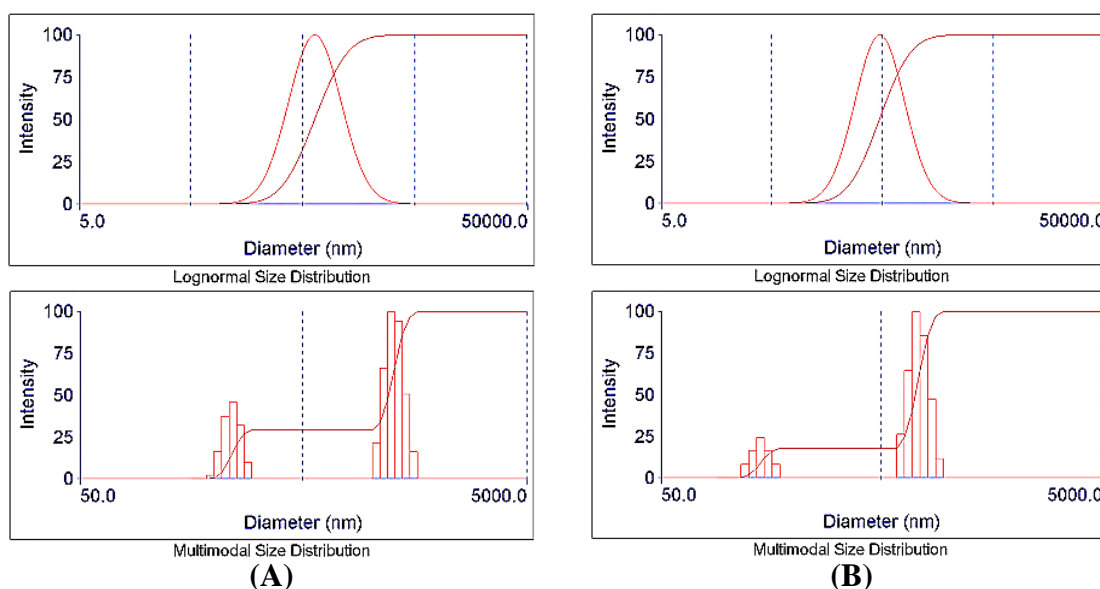 100
75
50
25
0
Intensity
5.0
50000.0
Diameter (nm)
Lognormal Size Distribution
100
75
50
25
0
Intensity
5.0
50000.0
Diameter (nm)
Lognormal Size Distribution
100
75
50
25
0
Intensity
50.0
5000.0
Diameter (nm)
Multimodal Size Distribution
(A)
100
75
50
25
0
Intensity
50.0
5000.0
Diameter (nm)
Multimodal Size Distribution
(B)